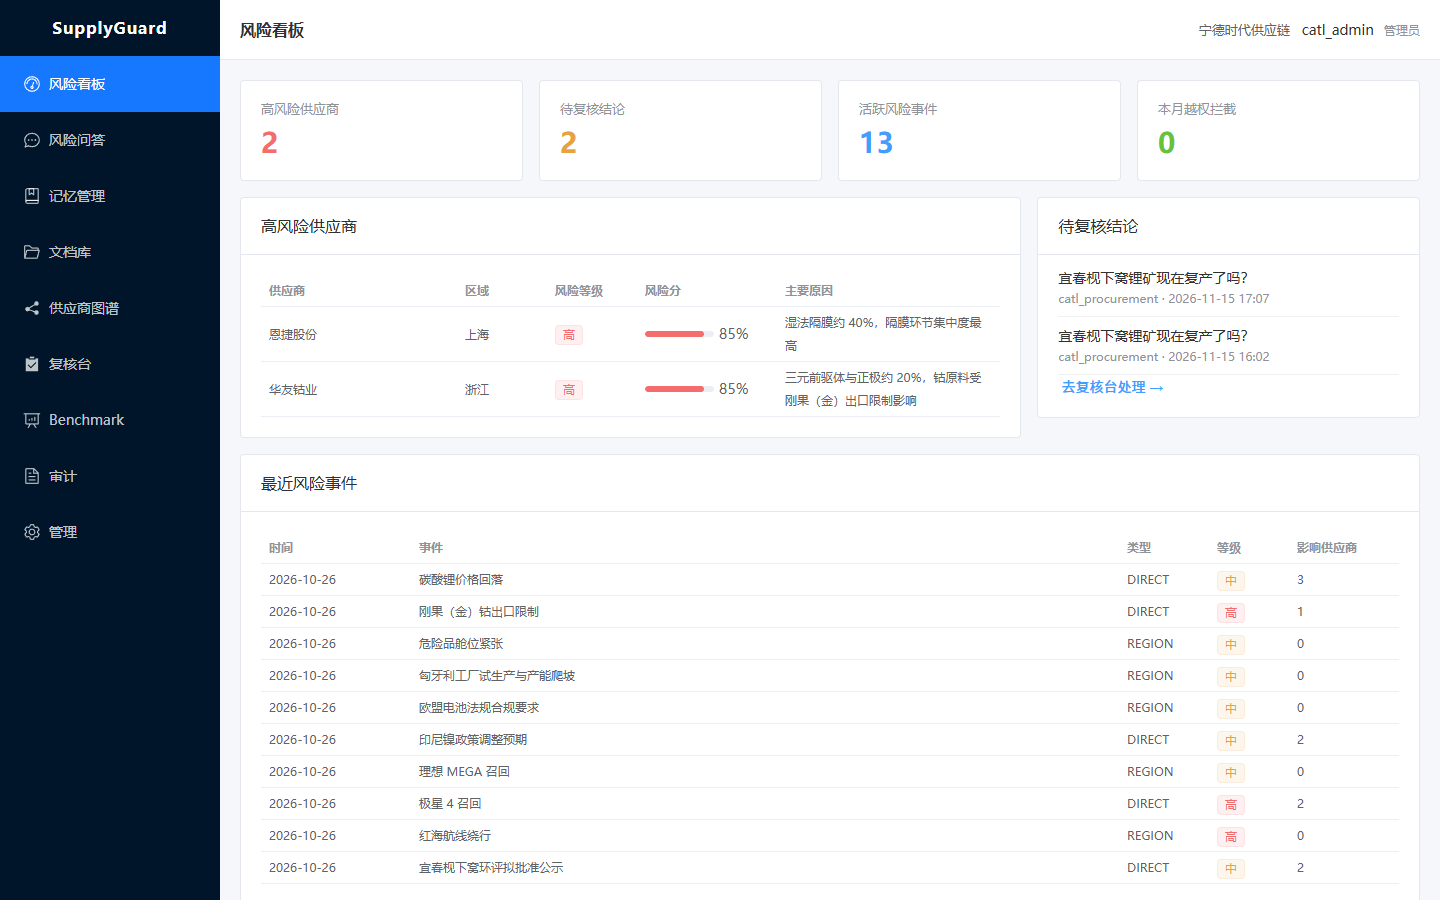 SupplyGuard
风险看板
风险问答
记忆管理
文档库
供应商图谱
复核台
Benchmark
审计
管理
风险看板
宁德时代供应链 catl_admin 管理员
高风险供应商
2
待复核结论
2
活跃风险事件
13
本月越权拦截
0
高风险供应商
供应商 区域 风险等级 风险分 主要原因
恩捷股份 上海 高 85% 湿法隔膜约 40%，隔膜环节集中度最
高
华友钴业 浙江 高 85% 三元前驱体与正极约 20%，钴原料受
刚果（金）出口限制影响
待复核结论
宜春枧下窝锂矿现在复产了吗？
catl_procurement · 2026-11-15 17:07
宜春枧下窝锂矿现在复产了吗？
catl_procurement · 2026-11-15 16:02
去复核台处理 →
最近风险事件
时间 事件 类型 等级 影响供应商
2026-10-26 碳酸锂价格回落 DIRECT 中 3
2026-10-26 刚果（金）钴出口限制 DIRECT 高 1
2026-10-26 危险品舱位紧张 REGION 中 0
2026-10-26 匈牙利工厂试生产与产能爬坡 REGION 中 0
2026-10-26 欧盟电池法规合规要求 REGION 中 0
2026-10-26 印尼镍政策调整预期 DIRECT 中 2
2026-10-26 理想 MEGA 召回 REGION 中 0
2026-10-26 极星 4 召回 DIRECT 高 2
2026-10-26 红海航线绕行 REGION 高 0
2026-10-26 宜春枧下窝环评拟批准公示 DIRECT 中 2